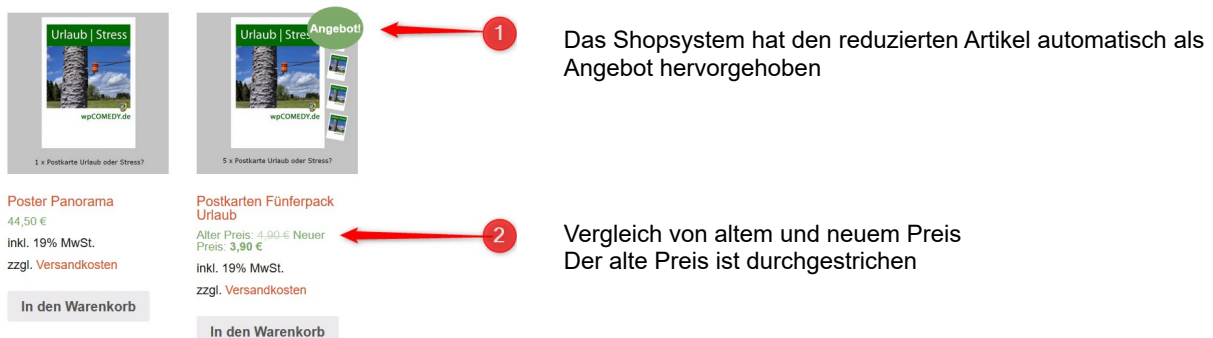 Urlaub | Stress
wpCOMEDY.de
1 x Postkarte Urlaub oder Stress?
Poster Panorama
44,50 €
inkl. 19% MwSt.
zzgl. Versandkosten
In den Warenkorb
Urlaub | Stres
Angebot!
wpCOMEDY.de
5 x Postkarte Urlaub oder Stress?
Postkarten Fünferpack
Urlaub
Alter Preis: 4,90 € Neuer
Preis: 3,90 €
inkl. 19% MwSt.
zzgl. Versandkosten
In den Warenkorb
1
Das Shopsystem hat den reduzierten Artikel automatisch als
Angebot hervorgehoben
2
Vergleich von altem und neuem Preis
Der alte Preis ist durchgestrichen